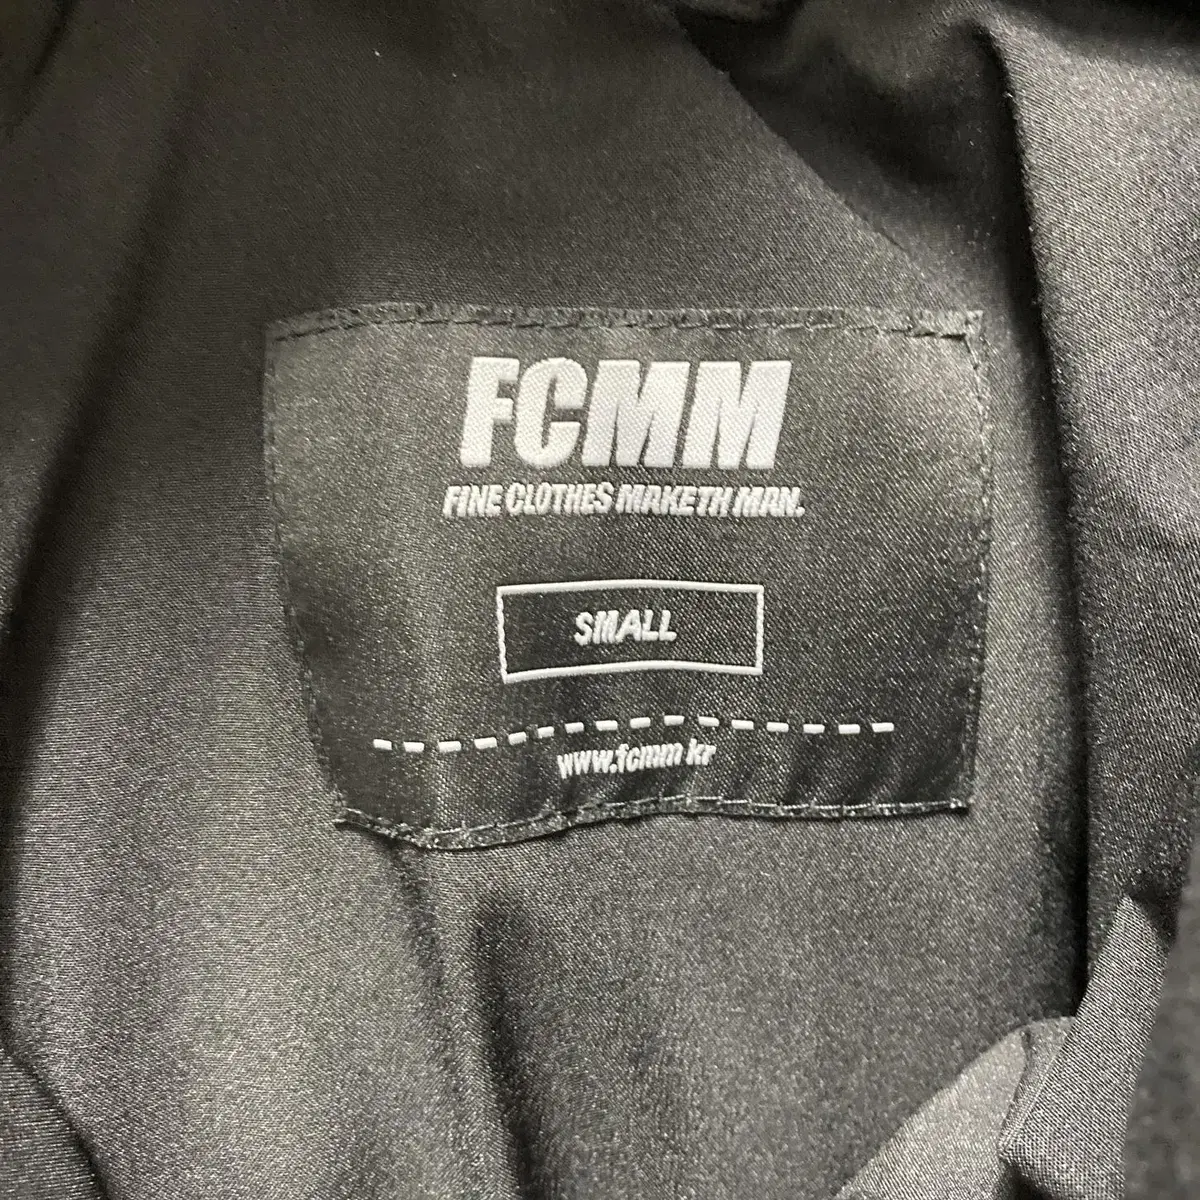 FCMM
FINE CLOTHES MAKETH MAN.
SMALL
www.fcmm.kr